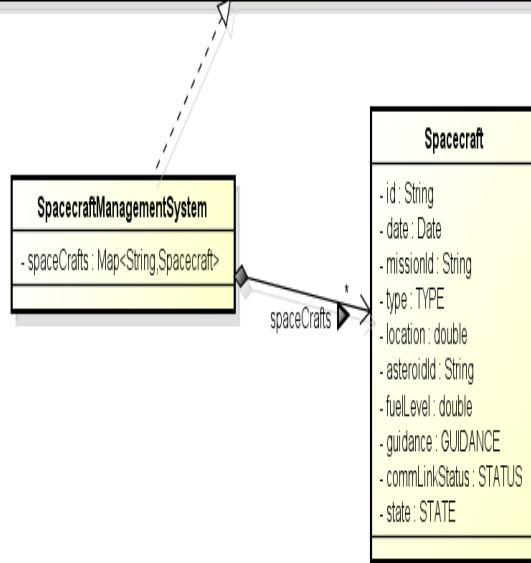 SpacecraftManagementSystem
- spaceCrafts : Map<String,Spacecraft>
*
spaceCrafts
Spacecraft
- id : String
- date : Date
- missionId : String
- type : TYPE
- location : double
- asteroidId : String
- fuelLevel : double
- guidance : GUIDANCE
- commLinkStatus : STATUS
- state : STATE